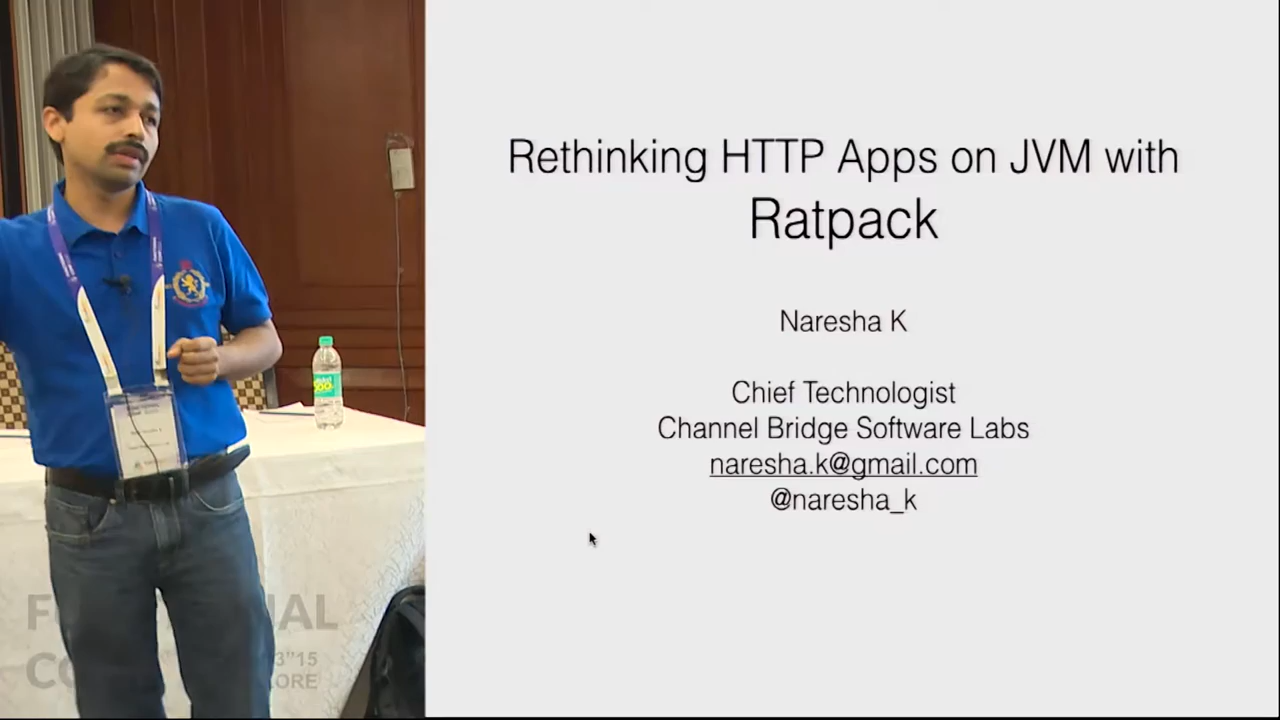 Rethinking HTTP Apps on JVM with
Ratpack
Naresha K
Chief Technologist
Channel Bridge Software Labs
naresha.k@gmail.com
@naresha_k